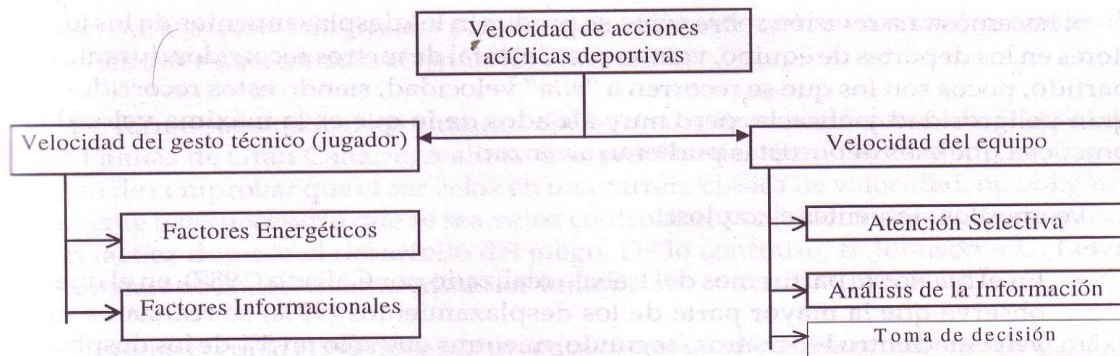 Velocidad de acciones
acíclicas deportivas
Velocidad del gesto técnico (jugador)
Velocidad del equipo
Factores Energéticos
Factores Informacionales
Atención Selectiva
Análisis de la Información
Toma de decisión